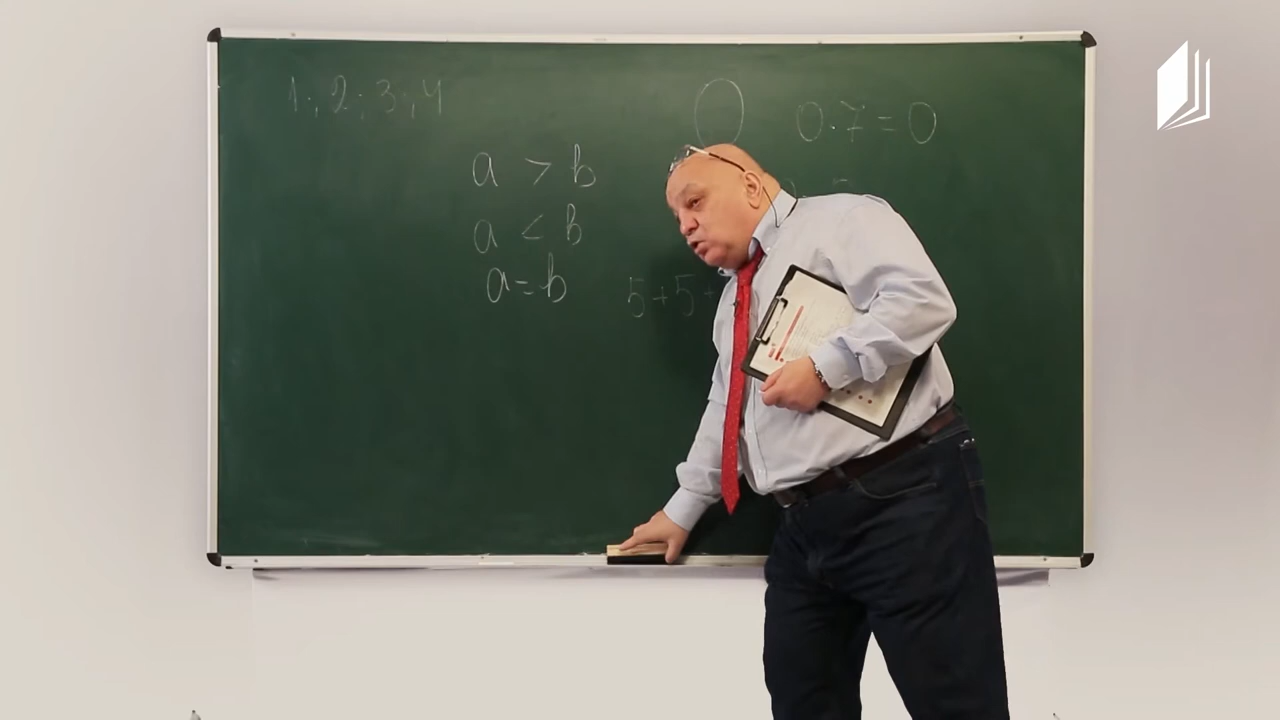 1; 2; 3; 4
0
0·7=0
a > b
a < b
a=b
5+5+